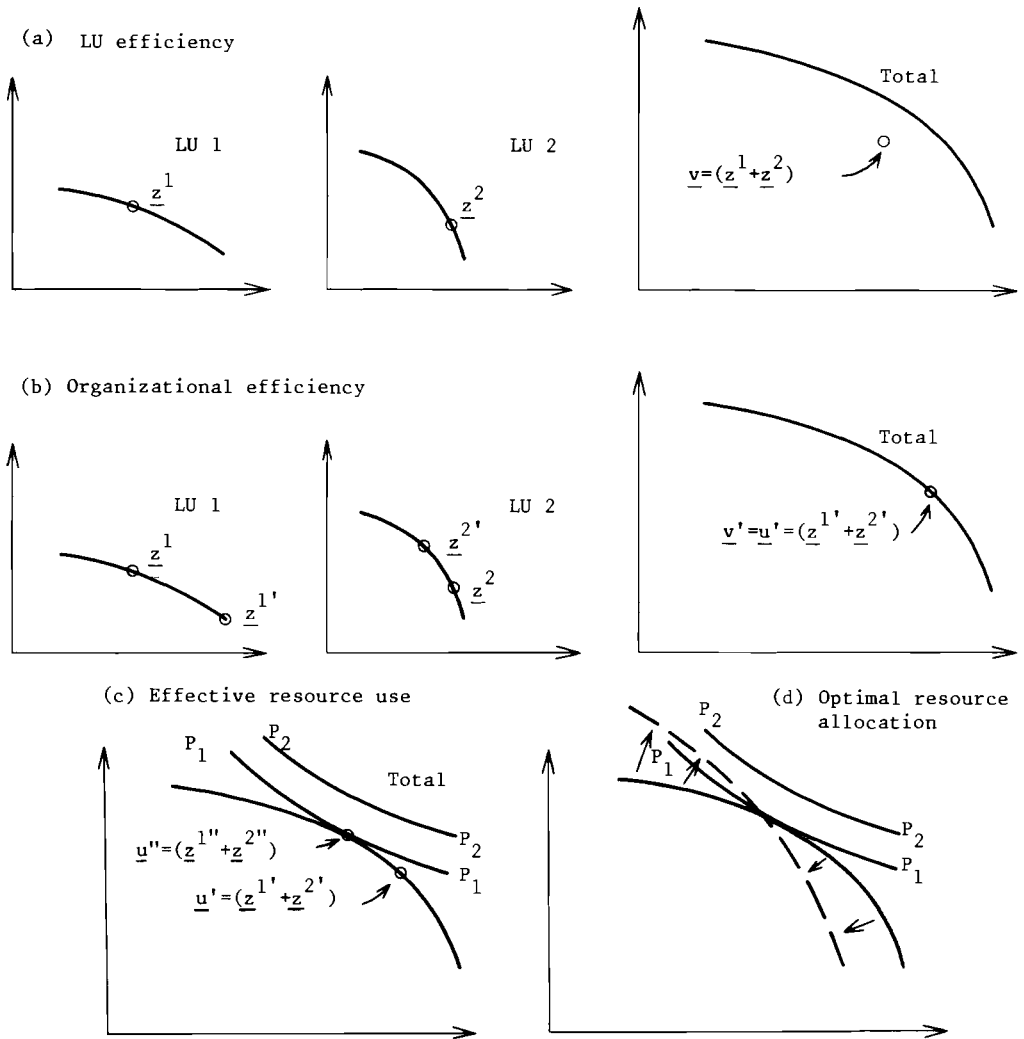 (a) LU efficiency
LU 1
z¹
LU 2
z²
Total
v=(z¹+z²)
(b) Organizational efficiency
LU 1
z¹
z¹'
LU 2
z²'
z²
Total
v'=u'=(z¹'+z²')
(c) Effective resource use
P₁
P₂
Total
u"=(z¹"+z²")
u'=(z¹'+z²')
P₂
P₁
(d) Optimal resource
allocation
P₂
P₁
P₂
P₁